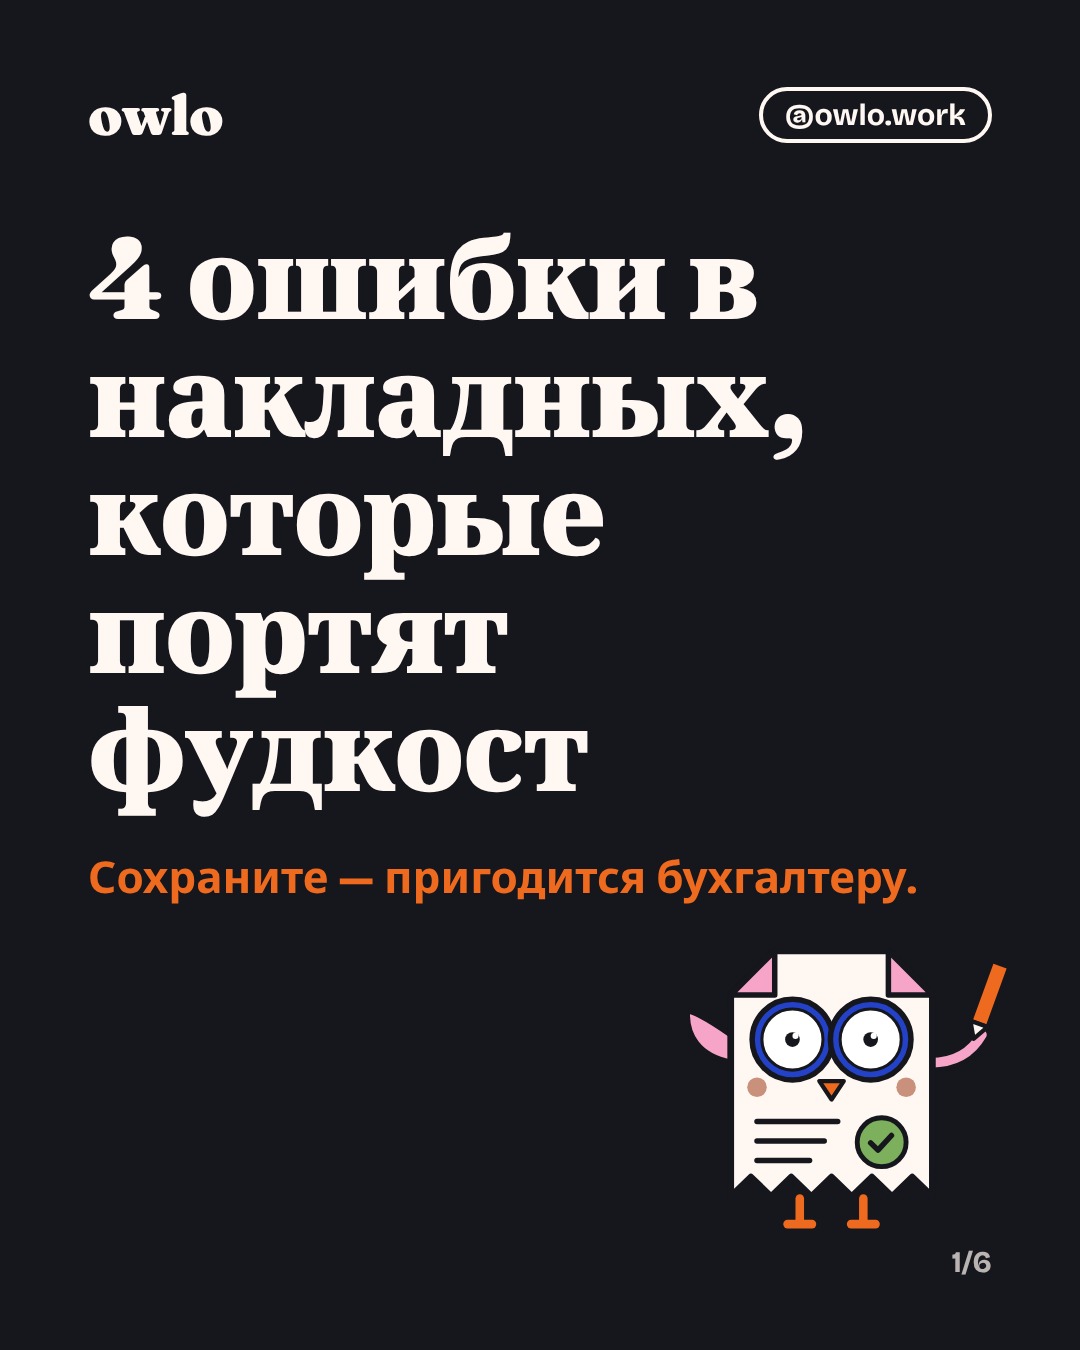 owlo
@owlo.work
4 ошибки в
накладных,
которые
портят
фудкост
Сохраните — пригодится бухгалтеру.
1/6